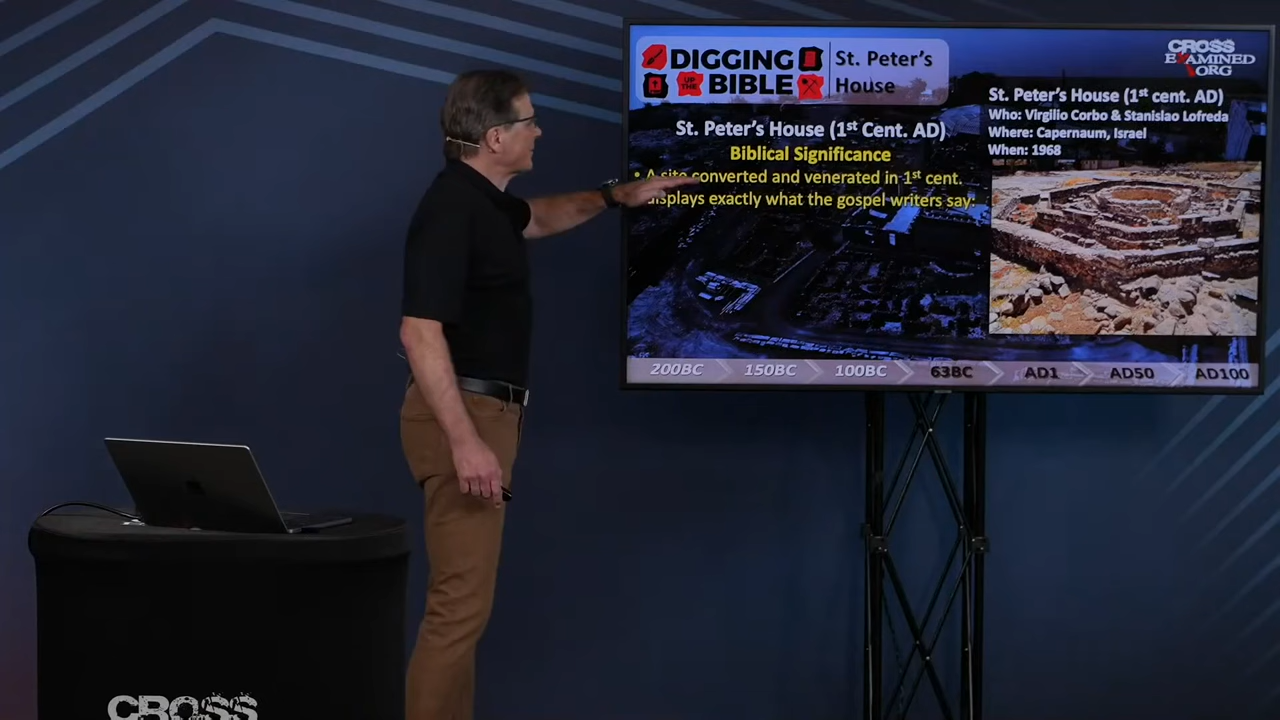 DIGGING
UP THE
BIBLE
St. Peter's
House
CROSS
EXAMINED
.ORG
St. Peter's House (1st Cent. AD)
Biblical Significance
• A site converted and venerated in 1st cent.
displays exactly what the gospel writers say:
St. Peter's House (1st cent. AD)
Who: Virgilio Corbo & Stanislao Lofreda
Where: Capernaum, Israel
When: 1968
200BC
150BC
100BC
63BC
AD1
AD50
AD100
CROSS